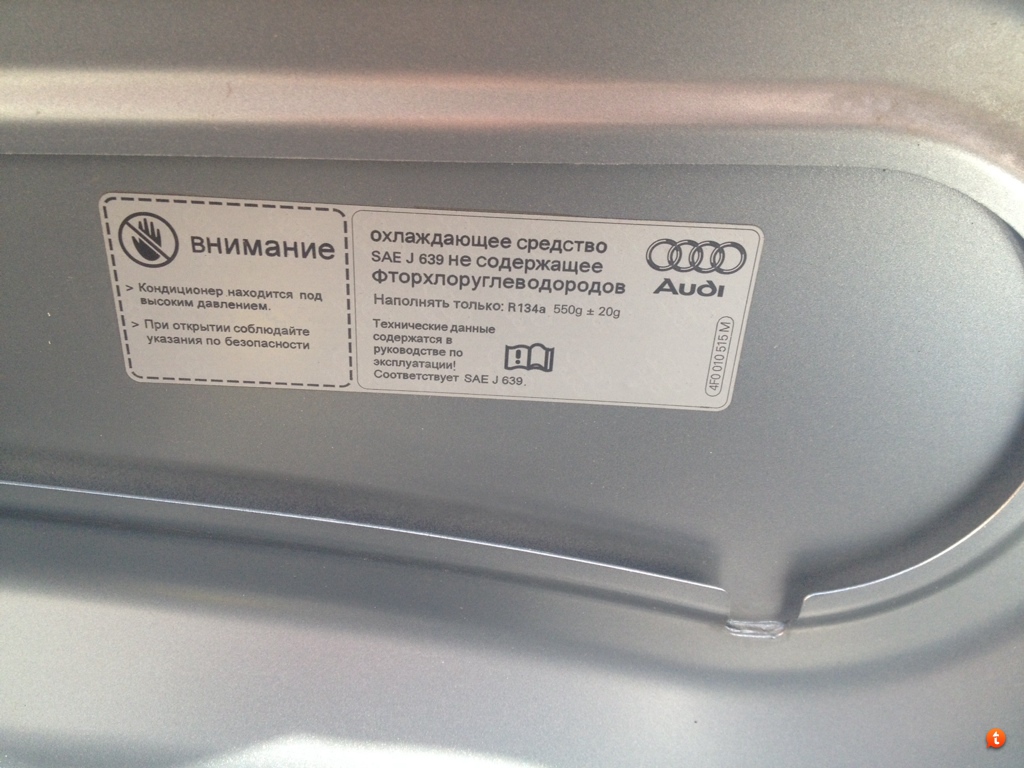 внимание
> Кондиционер находится под
высоким давлением.
> При открытии соблюдайте
указания по безопасности
охлаждающее средство
SAE J 639 не содержащее
Фторхлоруглеводородов
Наполнять только: R134a 550g ± 20g
Технические данные
содержатся в
руководстве по
эксплуатации!
Соответствует SAE J 639.
Audi
4F0 010 515 M
t